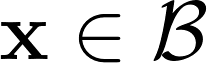 𝐱 ∈ ℬ